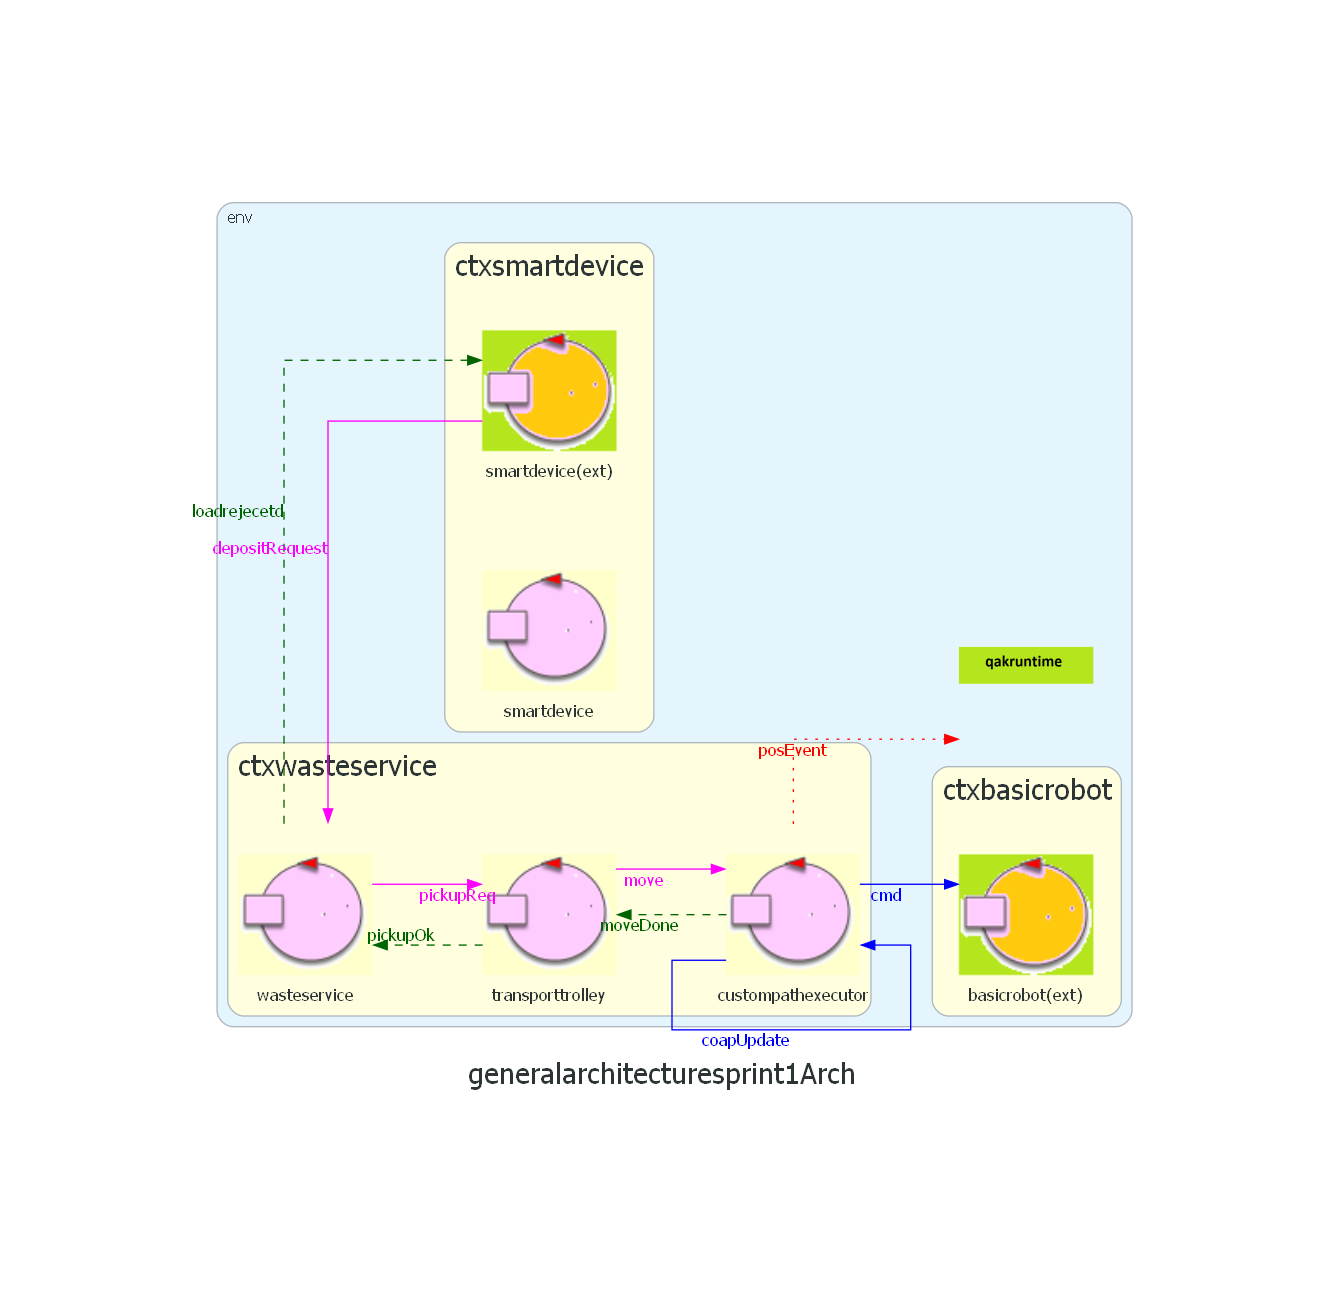 env
ctxsmartdevice
smartdevice(ext)
loadrejecetd
depositRequest
smartdevice
qakruntime
posEvent
ctxwasteservice
ctxbasicrobot
move
cmd
pickupReq
moveDone
pickupOk
wasteservice
transporttrolley
custompathexecutor
basicrobot(ext)
coapUpdate
generalarchitecturesprint1Arch